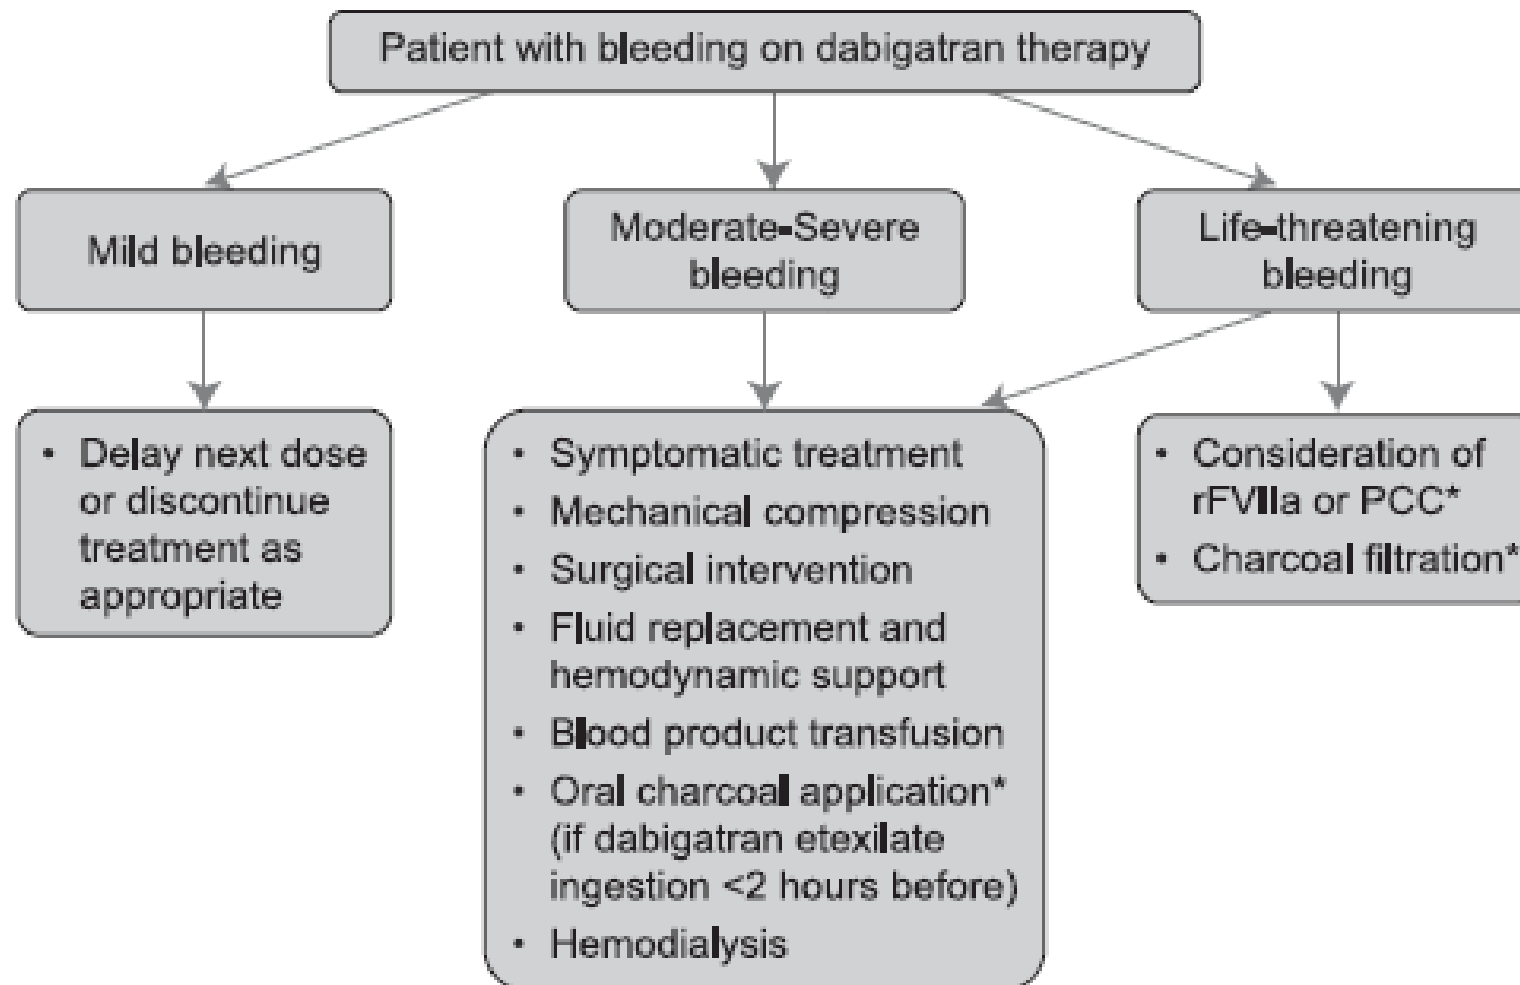 Patient with bleeding on dabigatran therapy
Mild bleeding
Moderate-Severe
bleeding
Life-threatening
bleeding
• Delay next dose
or discontinue
treatment as
appropriate
• Symptomatic treatment
• Mechanical compression
• Surgical intervention
• Fluid replacement and
hemodynamic support
• Blood product transfusion
• Oral charcoal application*
(if dabigatran etexilate
ingestion <2 hours before)
• Hemodialysis
• Consideration of
rFVIIa or PCC*
• Charcoal filtration*